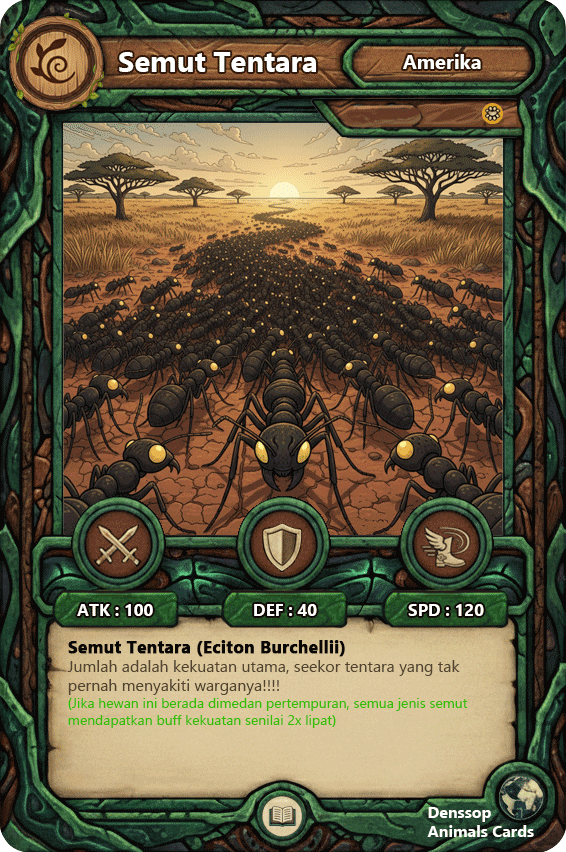 Semut Tentara
Amerika
ATK : 100
DEF : 40
SPD : 120
Semut Tentara (Eciton Burchellii)
Jumlah adalah kekuatan utama, seekor tentara yang tak
pernah menyakiti warganya!!!!
(Jika hewan ini berada dimedan pertempuran, semua jenis semut
mendapatkan buff kekuatan senilai 2x lipat)
Denssop
Animals Cards